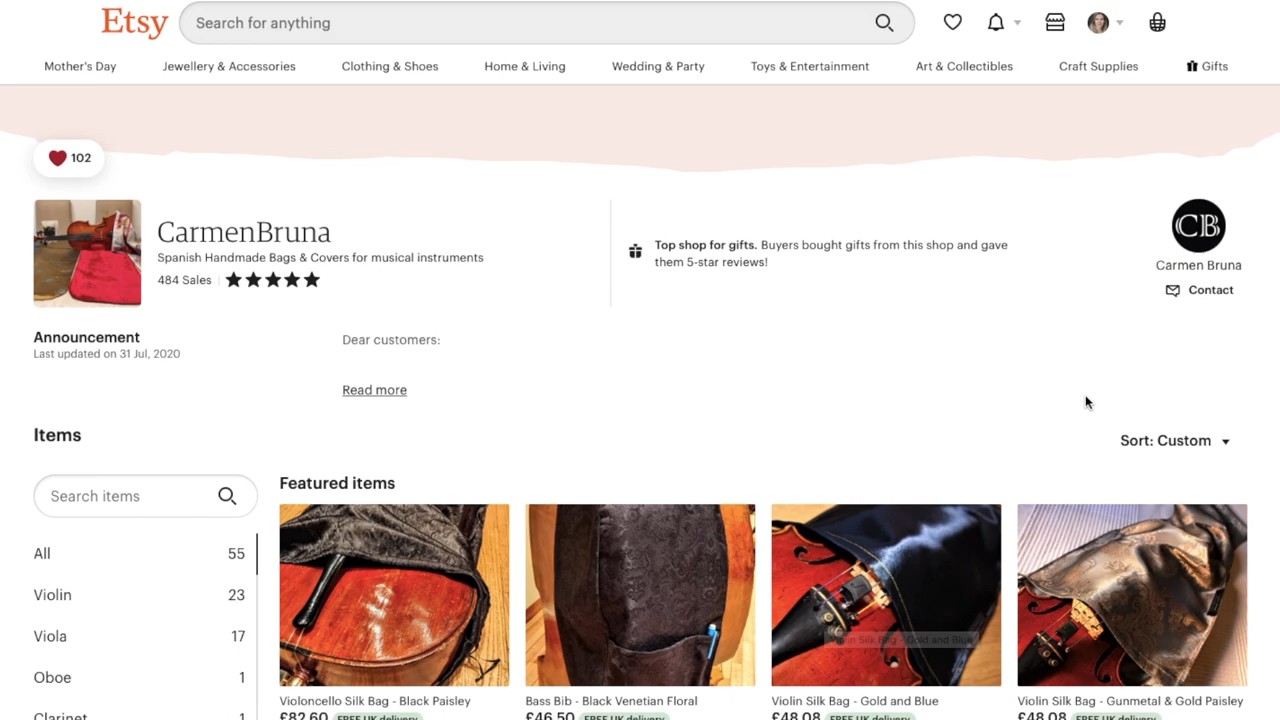 Etsy
Search for anything
Mother's Day
Jewellery & Accessories
Clothing & Shoes
Home & Living
Wedding & Party
Toys & Entertainment
Art & Collectibles
Craft Supplies
Gifts
102
CarmenBruna
Spanish Handmade Bags & Covers for musical instruments
484 Sales
Top shop for gifts. Buyers bought gifts from this shop and gave
them 5-star reviews!
CB
Carmen Bruna
Contact
Announcement
Last updated on 31 Jul, 2020
Dear customers:
Read more
Items
Sort: Custom
Search items
Featured items
All 55
Violin 23
Viola 17
Oboe 1
Clarinet 1
Violin Silk Bag - Gold and Blue
Violoncello Silk Bag - Black Paisley
£82.60 FREE UK delivery
Bass Bib - Black Venetian Floral
£46.50 FREE UK delivery
Violin Silk Bag - Gold and Blue
£48.08 FREE UK delivery
Violin Silk Bag - Gunmetal & Gold Paisley
£48.08 FREE UK delivery